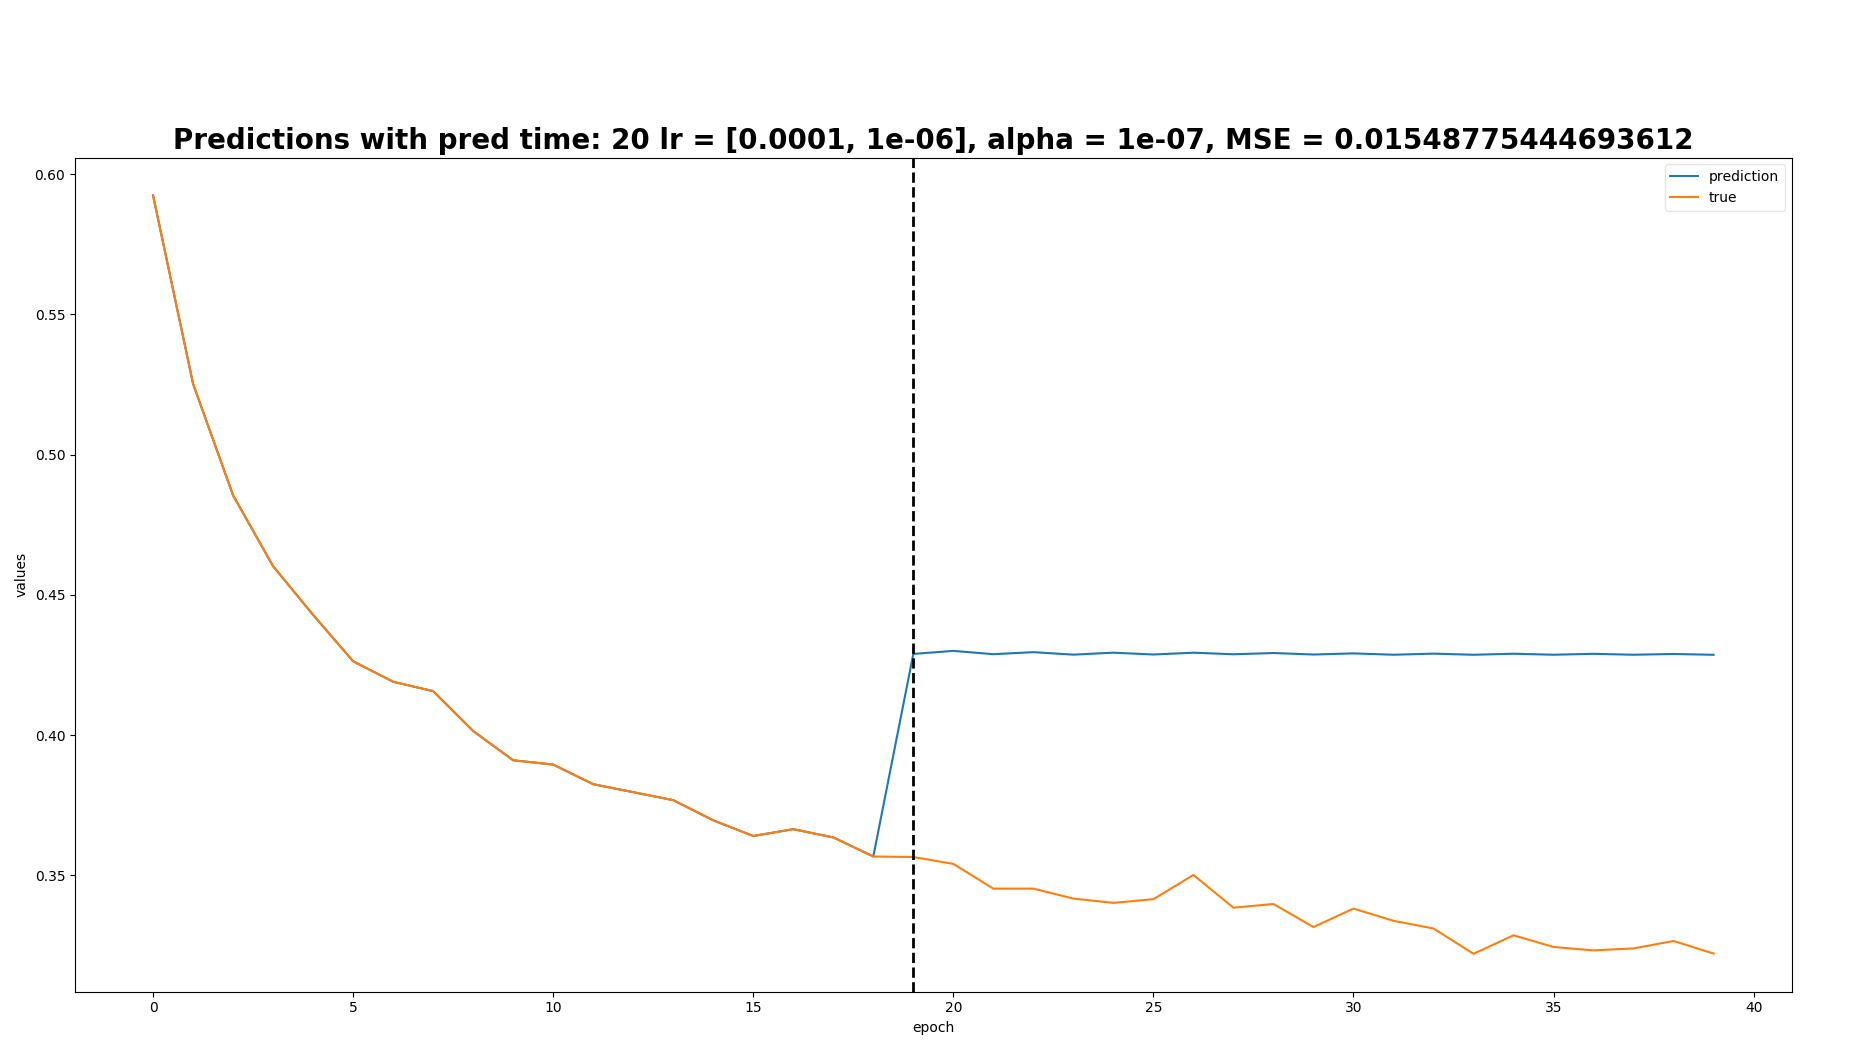 Predictions with pred time: 20 lr = [0.0001, 1e-06], alpha = 1e-07, MSE = 0.01548775444693612
prediction
true
0.60
0.55
0.50
0.45
0.40
0.35
values
0 5 10 15 20 25 30 35 40
epoch